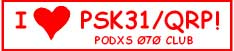 I ♥ PSK31/QRP!
PODXS Ø7Ø CLUB